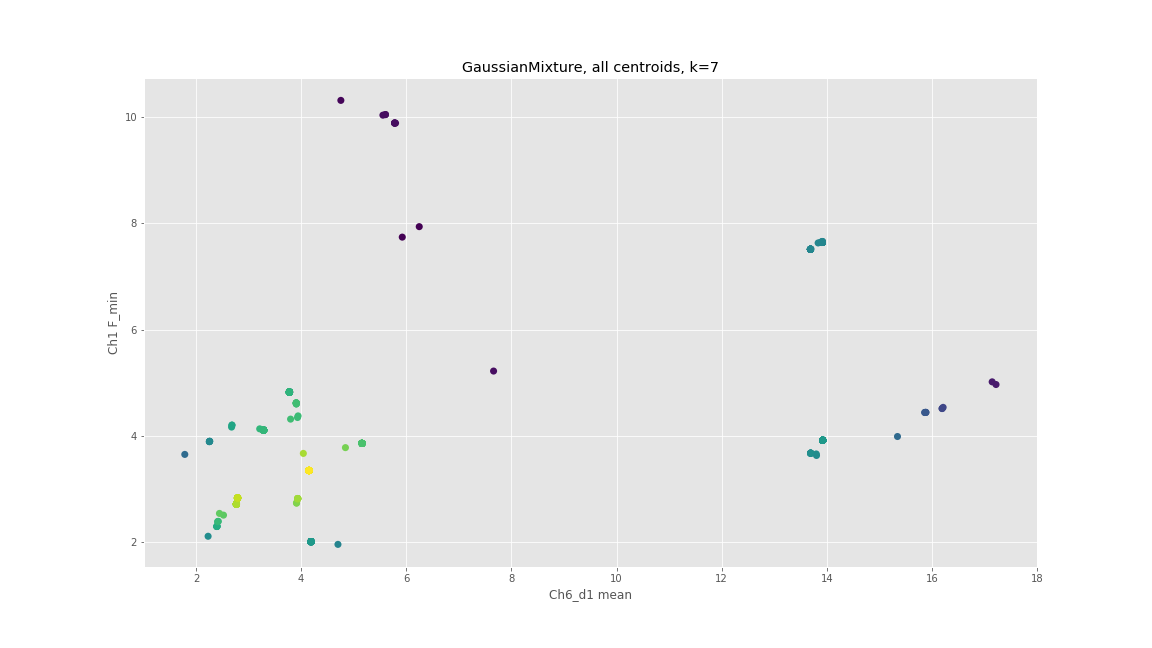 GaussianMixture, all centroids, k=7
10
8
6
4
2
Ch1 F_min
2 4 6 8 10 12 14 16 18
Ch6_d1 mean